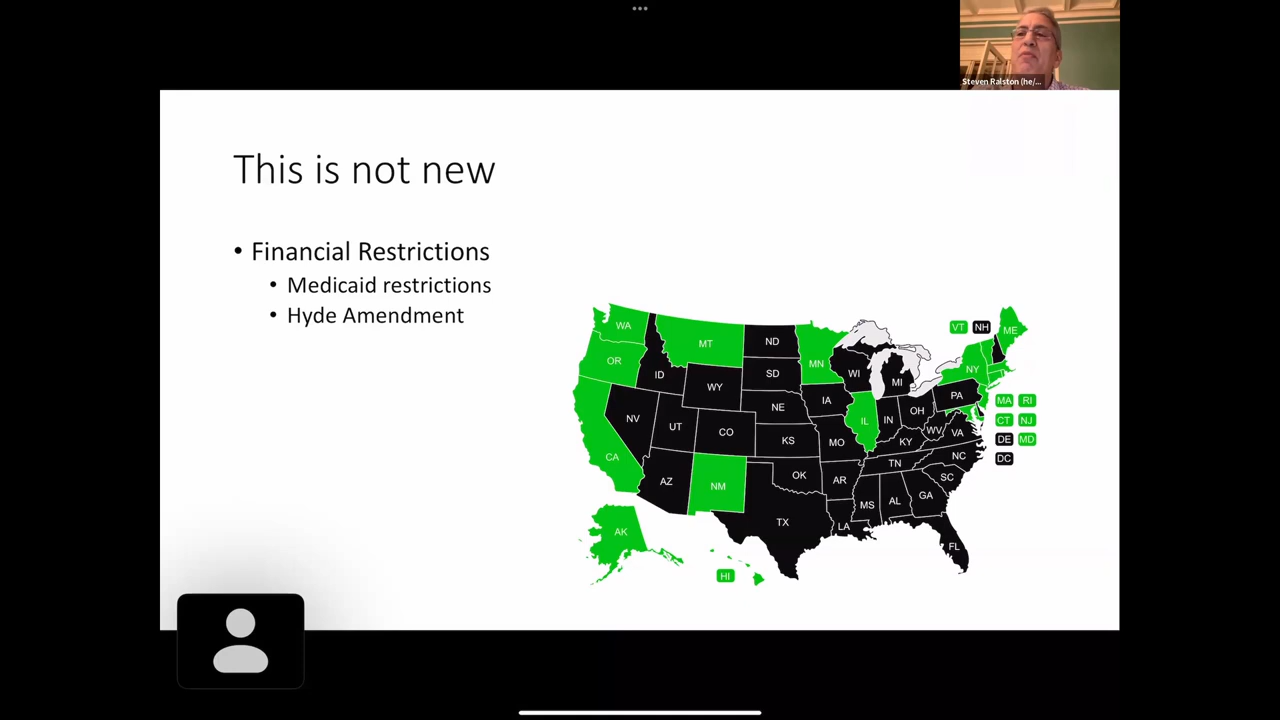 Steven Ralston (he/...
This is not new
• Financial Restrictions
• Medicaid restrictions
• Hyde Amendment
WA
MT
ND
MN
VT
NH
ME
OR
ID
SD
WI
MI
NY
WY
IA
NE
PA
MA
RI
NV
UT
CO
IL
IN
OH
CT
NJ
KS
MO
KY
WV
VA
DE
MD
CA
DC
AZ
NM
OK
AR
TN
NC
SC
MS
AL
GA
TX
LA
AK
FL
HI